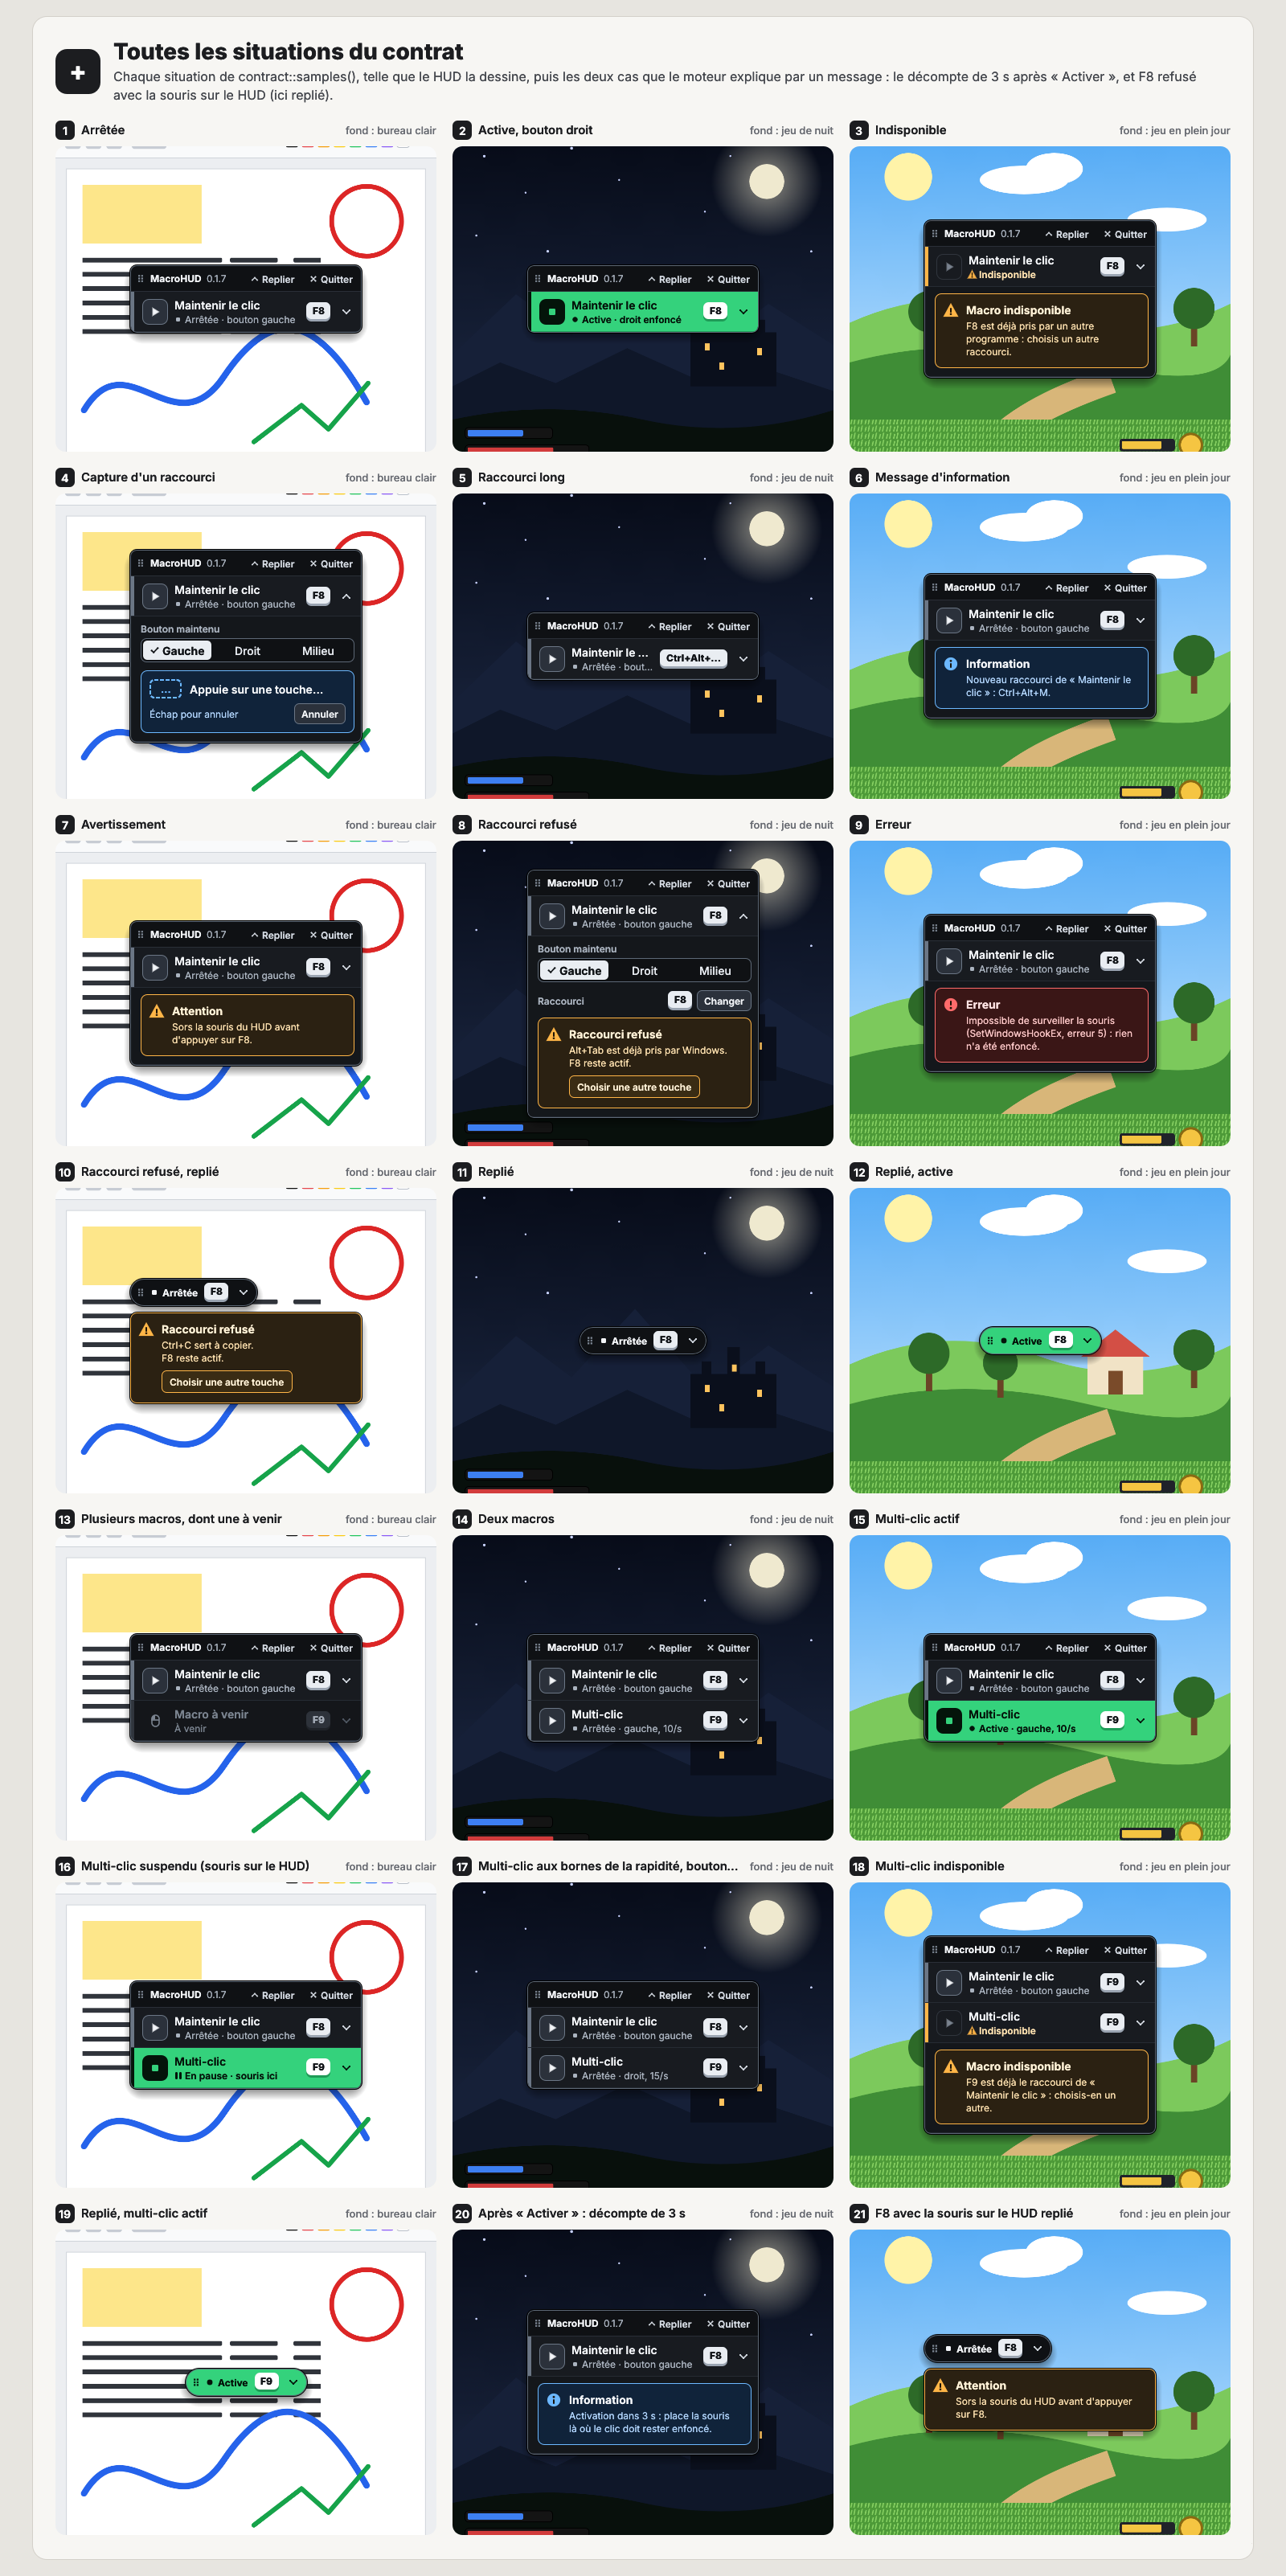 +
Toutes les situations du contrat
Chaque situation de contract::samples(), telle que le HUD la dessine, puis les deux cas que le moteur explique par un message : le décompte de 3 s après « Activer », et F8 refusé
avec la souris sur le HUD (ici replié).
1 Arrêtée fond : bureau clair
MacroHUD 0.1.7 Replier Quitter
Maintenir le clic F8
Arrêtée · bouton gauche
2 Active, bouton droit fond : jeu de nuit
MacroHUD 0.1.7 Replier Quitter
Maintenir le clic F8
Active · droit enfoncé
3 Indisponible fond : jeu en plein jour
MacroHUD 0.1.7 Replier Quitter
Maintenir le clic F8
Indisponible
Macro indisponible
F8 est déjà pris par un autre
programme : choisis un autre
raccourci.
4 Capture d'un raccourci fond : bureau clair
MacroHUD 0.1.7 Replier Quitter
Maintenir le clic F8
Arrêtée · bouton gauche
Bouton maintenu
Gauche Droit Milieu
... Appuie sur une touche...
Échap pour annuler Annuler
5 Raccourci long fond : jeu de nuit
MacroHUD 0.1.7 Replier Quitter
Maintenir le ... Ctrl+Alt+...
Arrêtée · bout...
6 Message d'information fond : jeu en plein jour
MacroHUD 0.1.7 Replier Quitter
Maintenir le clic F8
Arrêtée · bouton gauche
Information
Nouveau raccourci de « Maintenir le
clic » : Ctrl+Alt+M.
7 Avertissement fond : bureau clair
MacroHUD 0.1.7 Replier Quitter
Maintenir le clic F8
Arrêtée · bouton gauche
Attention
Sors la souris du HUD avant
d'appuyer sur F8.
8 Raccourci refusé fond : jeu de nuit
MacroHUD 0.1.7 Replier Quitter
Maintenir le clic F8
Arrêtée · bouton gauche
Bouton maintenu
Gauche Droit Milieu
Raccourci F8 Changer
Raccourci refusé
Alt+Tab est déjà pris par Windows.
F8 reste actif.
Choisir une autre touche
9 Erreur fond : jeu en plein jour
MacroHUD 0.1.7 Replier Quitter
Maintenir le clic F8
Arrêtée · bouton gauche
Erreur
Impossible de surveiller la souris
(SetWindowsHookEx, erreur 5) : rien
n'a été enfoncé.
10 Raccourci refusé, replié fond : bureau clair
Arrêtée F8
Raccourci refusé
Ctrl+C sert à copier.
F8 reste actif.
Choisir une autre touche
11 Replié fond : jeu de nuit
Arrêtée F8
12 Replié, active fond : jeu en plein jour
Active F8
13 Plusieurs macros, dont une à venir fond : bureau clair
MacroHUD 0.1.7 Replier Quitter
Maintenir le clic F8
Arrêtée · bouton gauche
Macro à venir F9
À venir
14 Deux macros fond : jeu de nuit
MacroHUD 0.1.7 Replier Quitter
Maintenir le clic F8
Arrêtée · bouton gauche
Multi-clic F9
Arrêtée · gauche, 10/s
15 Multi-clic actif fond : jeu en plein jour
MacroHUD 0.1.7 Replier Quitter
Maintenir le clic F8
Arrêtée · bouton gauche
Multi-clic F9
Active · gauche, 10/s
16 Multi-clic suspendu (souris sur le HUD) fond : bureau clair
MacroHUD 0.1.7 Replier Quitter
Maintenir le clic F8
Arrêtée · bouton gauche
Multi-clic F9
En pause · souris ici
17 Multi-clic aux bornes de la rapidité, bouton... fond : jeu de nuit
MacroHUD 0.1.7 Replier Quitter
Maintenir le clic F8
Arrêtée · bouton gauche
Multi-clic F9
Arrêtée · droit, 15/s
18 Multi-clic indisponible fond : jeu en plein jour
MacroHUD 0.1.7 Replier Quitter
Maintenir le clic F9
Arrêtée · bouton gauche
Multi-clic F9
Indisponible
Macro indisponible
F9 est déjà le raccourci de «
Maintenir le clic » : choisis-en un
autre.
19 Replié, multi-clic actif fond : bureau clair
Active F9
20 Après « Activer » : décompte de 3 s fond : jeu de nuit
MacroHUD 0.1.7 Replier Quitter
Maintenir le clic F8
Arrêtée · bouton gauche
Information
Activation dans 3 s : place la souris
là où le clic doit rester enfoncé.
21 F8 avec la souris sur le HUD replié fond : jeu en plein jour
Arrêtée F8
Attention
Sors la souris du HUD avant d'appuyer
sur F8.